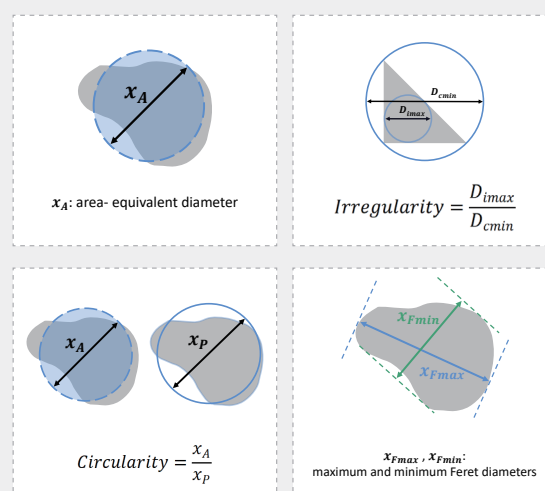 x_A
x_A: area- equivalent diameter
D_cmin
D_imax
Irregularity = D_imax / D_cmin
x_A
x_P
Circularity = x_A / x_P
x_Fmin
x_Fmax
x_Fmax , x_Fmin:
maximum and minimum Feret diameters